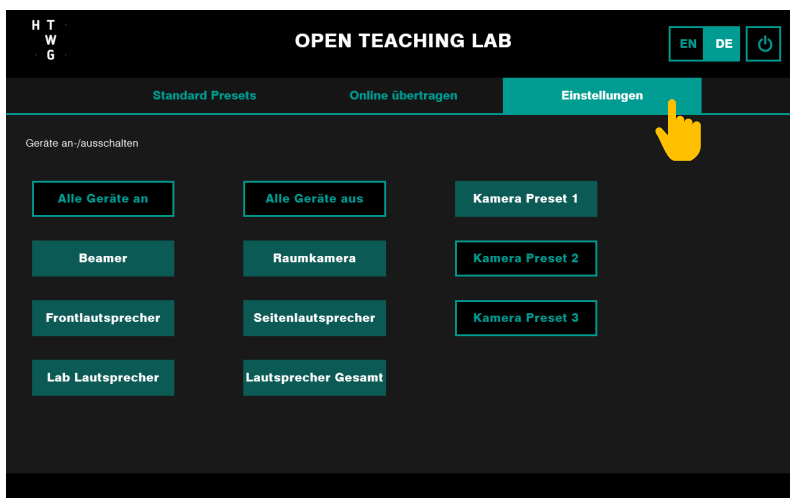 H T
W
G
OPEN TEACHING LAB
EN DE
Standard Presets Online übertragen Einstellungen
Geräte an-/ausschalten
Alle Geräte an Alle Geräte aus Kamera Preset 1
Beamer Raumkamera Kamera Preset 2
Frontlautsprecher Seitenlautsprecher Kamera Preset 3
Lab Lautsprecher Lautsprecher Gesamt